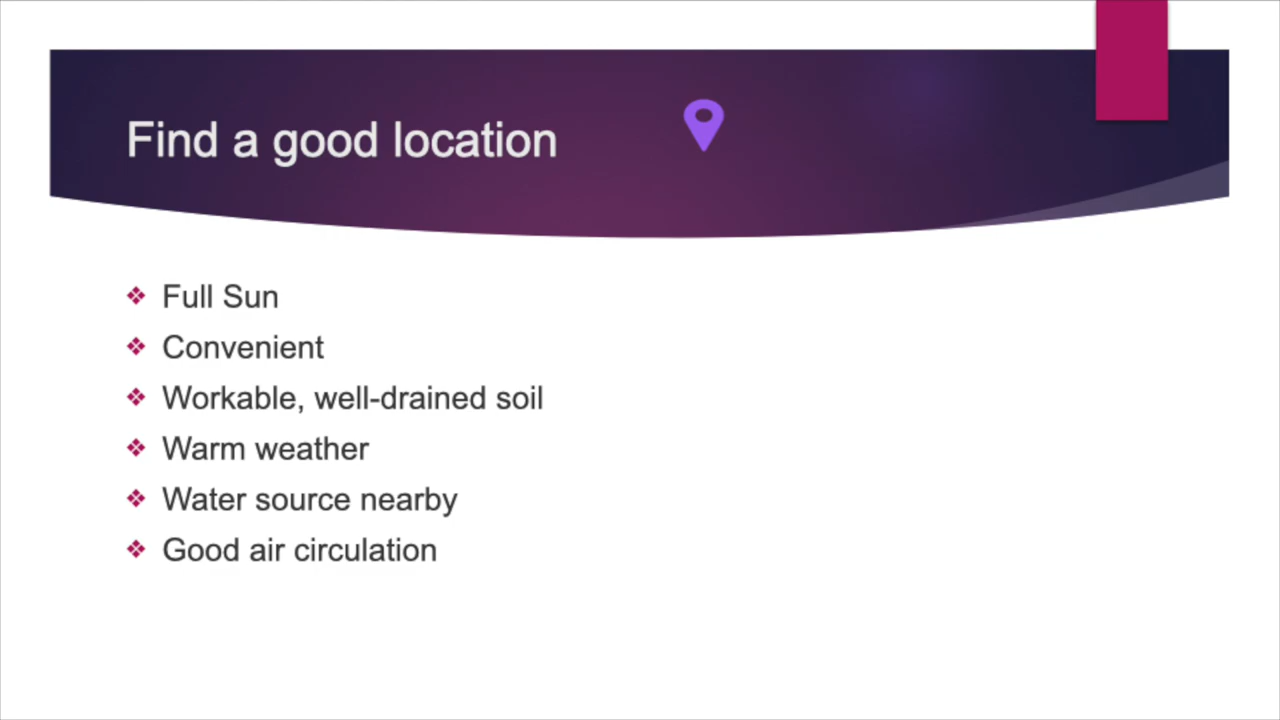 Find a good location
Full Sun
Convenient
Workable, well-drained soil
Warm weather
Water source nearby
Good air circulation